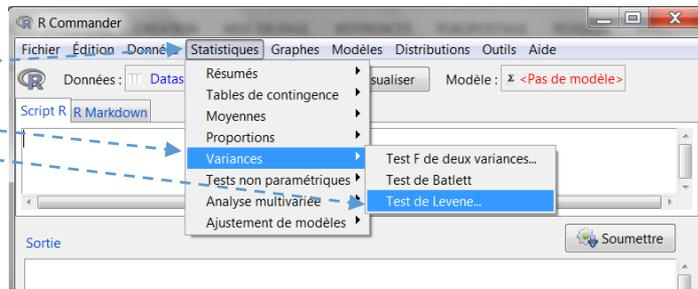 R Commander
Fichier Édition Données Statistiques Graphes Modèles Distributions Outils Aide
Données : Datas
ualiser Modèle : Σ <Pas de modèle>
Script R R Markdown
Résumés
Tables de contingence
Moyennes
Proportions
Variances
Tests non paramétriques
Analyse multivariée
Ajustement de modèles
Test F de deux variances...
Test de Batlett
Test de Levene...
Sortie
Soumettre